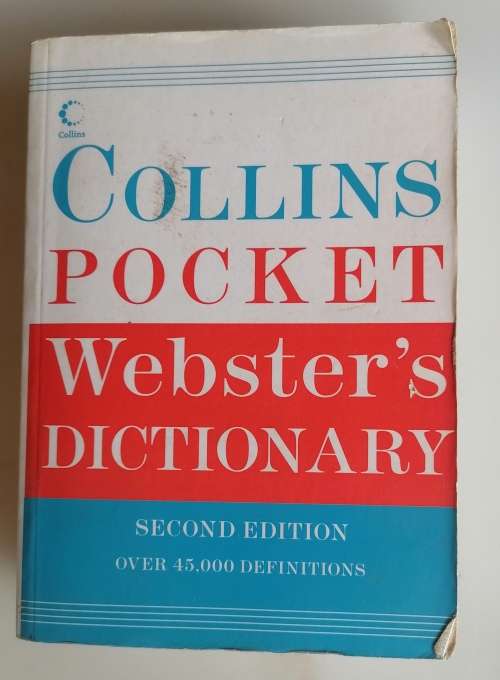 Collins
COLLINS
POCKET
Webster's
DICTIONARY
SECOND EDITION
OVER 45,000 DEFINITIONS